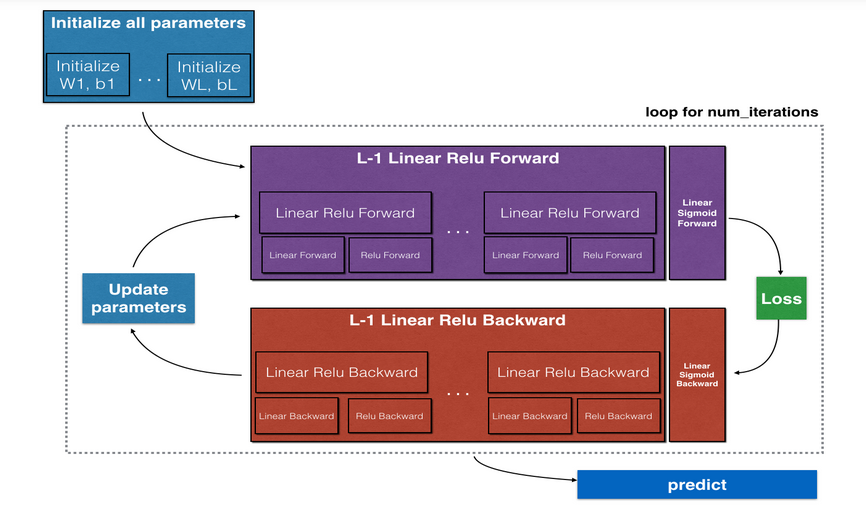 Initialize all parameters
Initialize
W1, b1
...
Initialize
WL, bL
loop for num_iterations
L-1 Linear Relu Forward
Linear Relu Forward
...
Linear Relu Forward
Linear Forward
Relu Forward
Linear Forward
Relu Forward
Linear
Sigmoid
Forward
Update
parameters
Loss
L-1 Linear Relu Backward
Linear Relu Backward
...
Linear Relu Backward
Linear Backward
Relu Backward
Linear Backward
Relu Backward
Linear
Sigmoid
Backward
predict